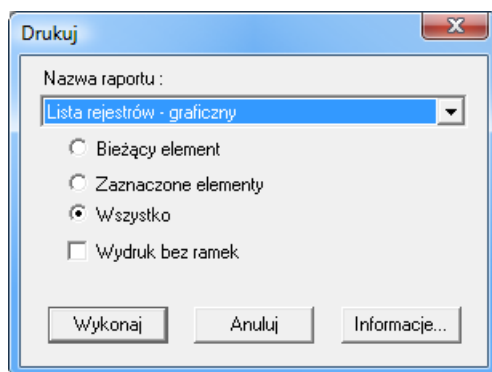 Drukuj
Nazwa raportu :
Lista rejestrów - graficzny
Bieżący element
Zaznaczone elementy
Wszystko
Wydruk bez ramek
Wykonaj Anuluj Informacje...